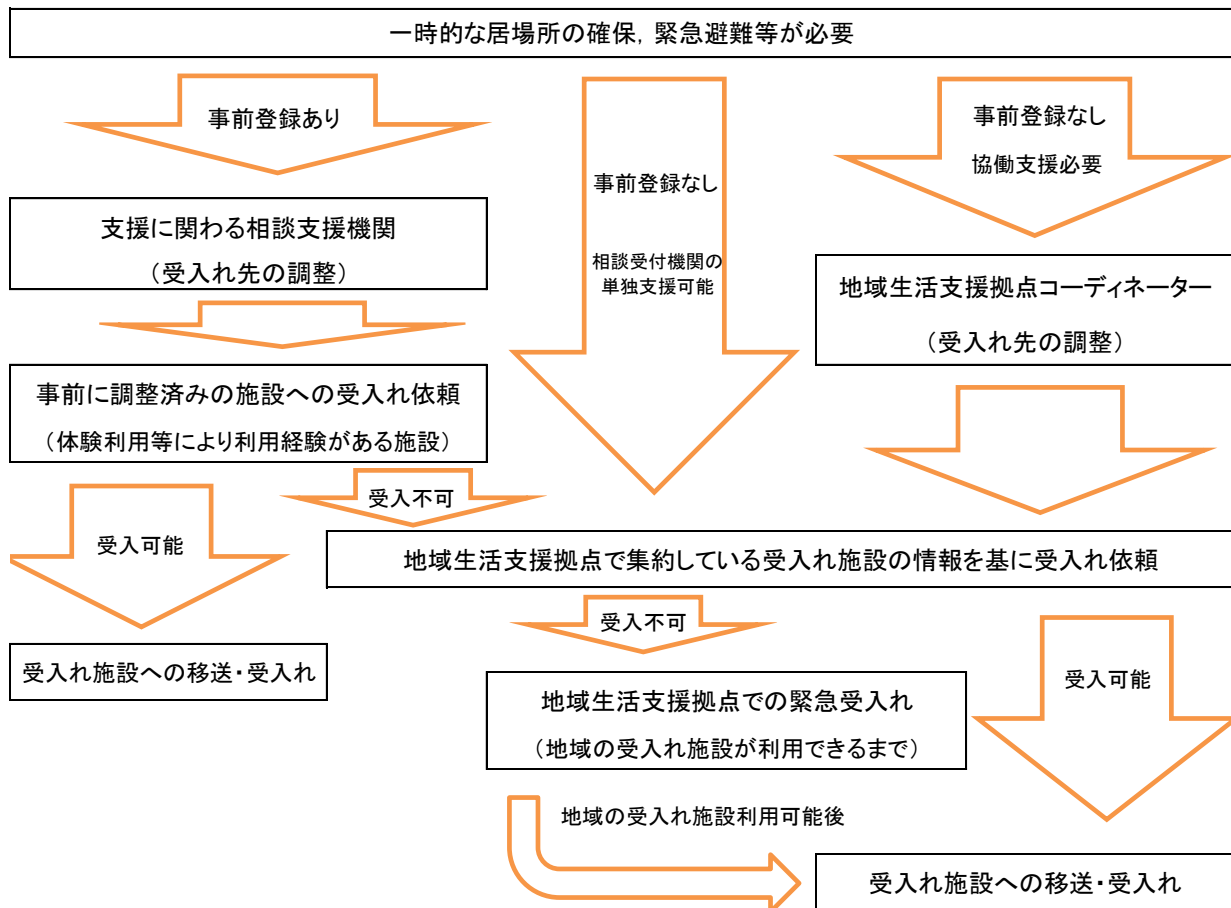 一時的な居場所の確保，緊急避難等が必要
事前登録あり
事前登録なし
相談受付機関の
単独支援可能
事前登録なし
協働支援必要
支援に関わる相談支援機関
（受入れ先の調整）
地域生活支援拠点コーディネーター
（受入れ先の調整）
事前に調整済みの施設への受入れ依頼
（体験利用等により利用経験がある施設）
受入可能
受入不可
地域生活支援拠点で集約している受入れ施設の情報を基に受入れ依頼
受入れ施設への移送・受入れ
受入不可
受入可能
地域生活支援拠点での緊急受入れ
（地域の受入れ施設が利用できるまで）
地域の受入れ施設利用可能後
受入れ施設への移送・受入れ